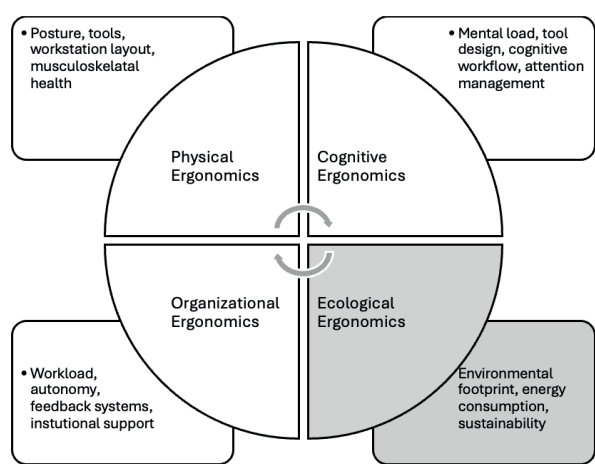 • Posture, tools,
workstation layout,
musculoskelatal
health
• Mental load, tool
design, cognitive
workflow, attention
management
Physical
Ergonomics
Cognitive
Ergonomics
Organizational
Ergonomics
Ecological
Ergonomics
• Workload,
autonomy,
feedback systems,
instutional support
Environmental
footprint, energy
consumption,
sustainability